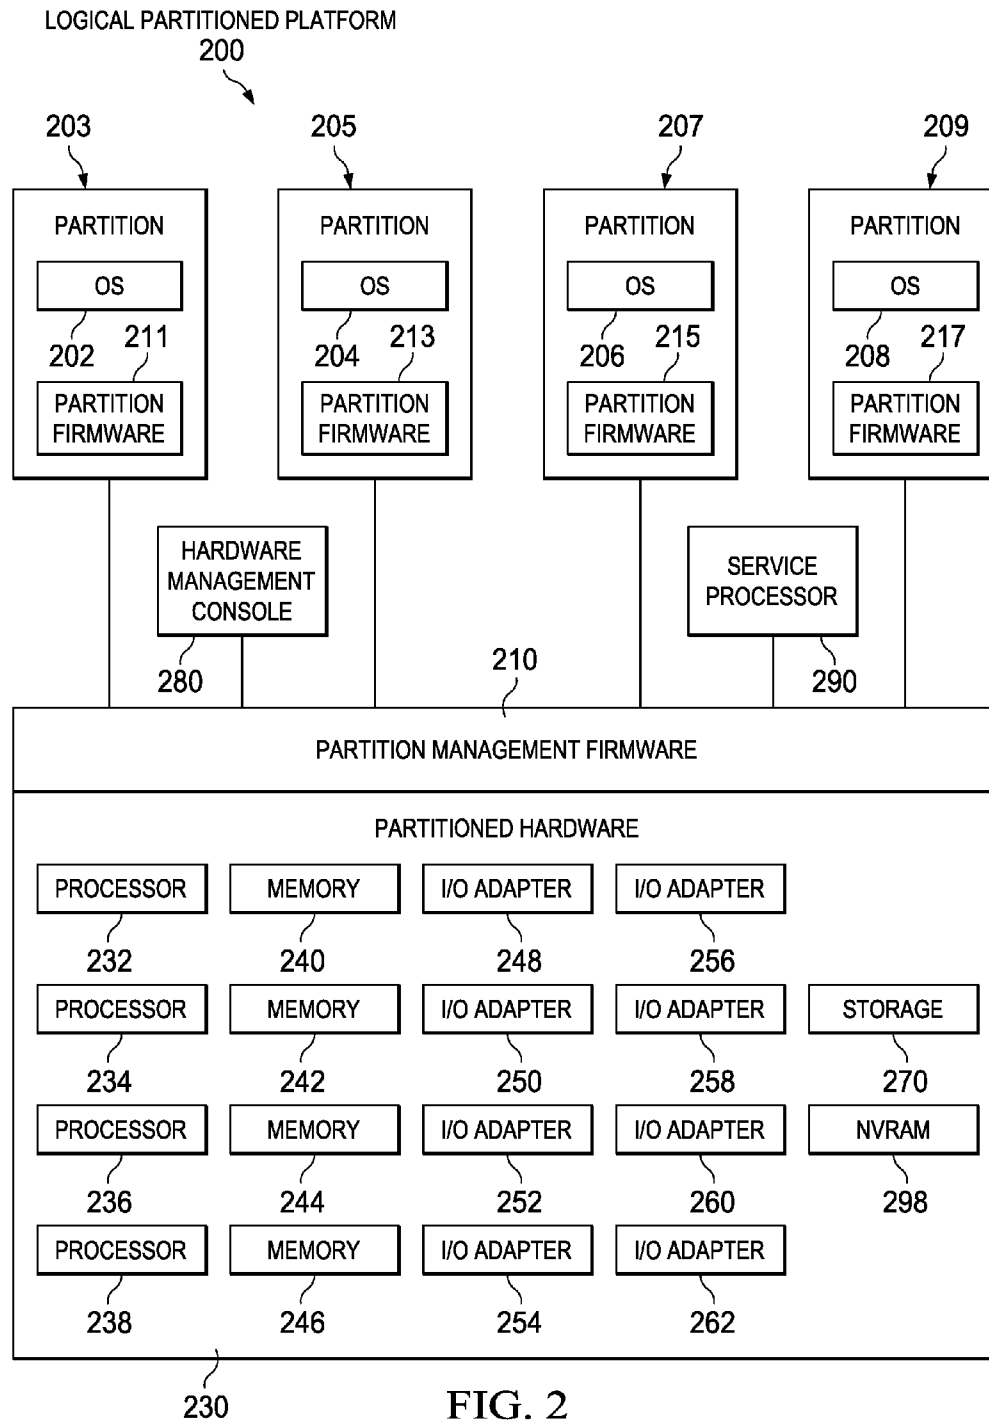 LOGICAL PARTITIONED PLATFORM
200
203 205 207 209
PARTITION PARTITION PARTITION PARTITION
OS OS OS OS
202 211 204 213 206 215 208 217
PARTITION FIRMWARE
PARTITION FIRMWARE
PARTITION FIRMWARE
PARTITION FIRMWARE
HARDWARE
MANAGEMENT
CONSOLE
280
SERVICE
PROCESSOR
290
210
PARTITION MANAGEMENT FIRMWARE
PARTITIONED HARDWARE
PROCESSOR MEMORY I/O ADAPTER I/O ADAPTER
232 240 248 256
PROCESSOR MEMORY I/O ADAPTER I/O ADAPTER STORAGE
234 242 250 258 270
PROCESSOR MEMORY I/O ADAPTER I/O ADAPTER NVRAM
236 244 252 260 298
PROCESSOR MEMORY I/O ADAPTER I/O ADAPTER
238 246 254 262
230
FIG. 2